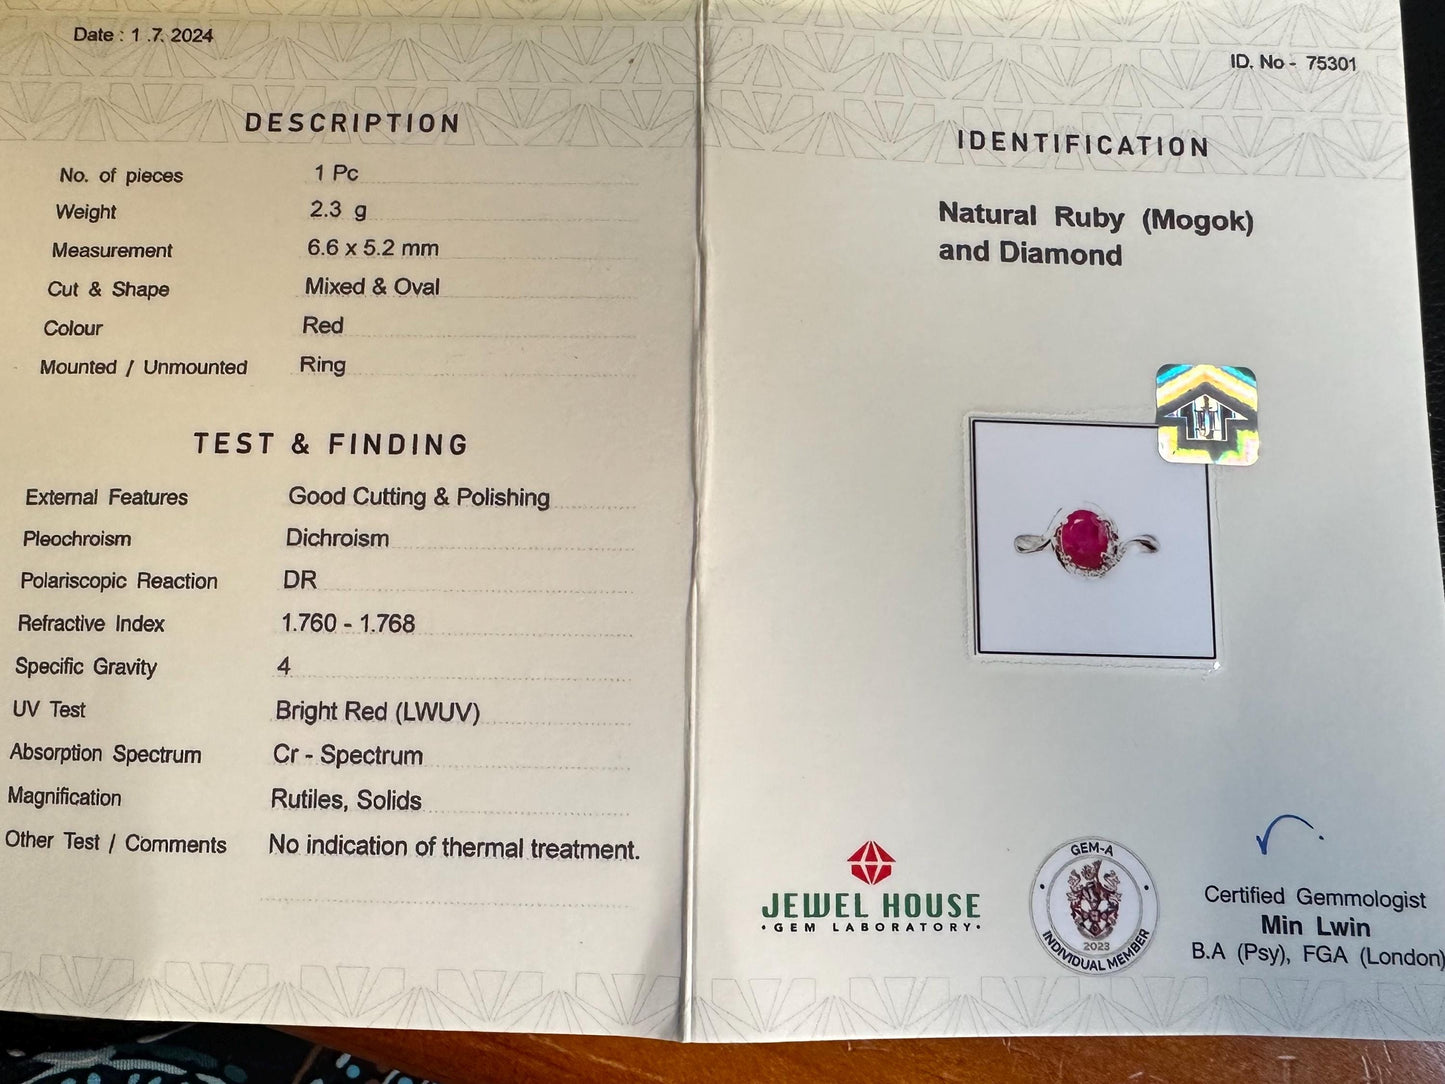 Date : 1 .7. 2024
DESCRIPTION
No. of pieces 1 Pc
Weight 2.3 g
Measurement 6.6 x 5.2 mm
Cut & Shape Mixed & Oval
Colour Red
Mounted / Unmounted Ring
TEST & FINDING
External Features Good Cutting & Polishing
Pleochroism Dichroism
Polariscopic Reaction DR
Refractive Index 1.760 - 1.768
Specific Gravity 4
UV Test Bright Red (LWUV)
Absorption Spectrum Cr - Spectrum
Magnification Rutiles, Solids
Other Test / Comments No indication of thermal treatment.
ID. No - 75301
IDENTIFICATION
Natural Ruby (Mogok)
and Diamond
JEWEL HOUSE
•GEM LABORATORY•
GEM-A
2023
INDIVIDUAL MEMBER
Certified Gemmologist
Min Lwin
B.A (Psy), FGA (London)